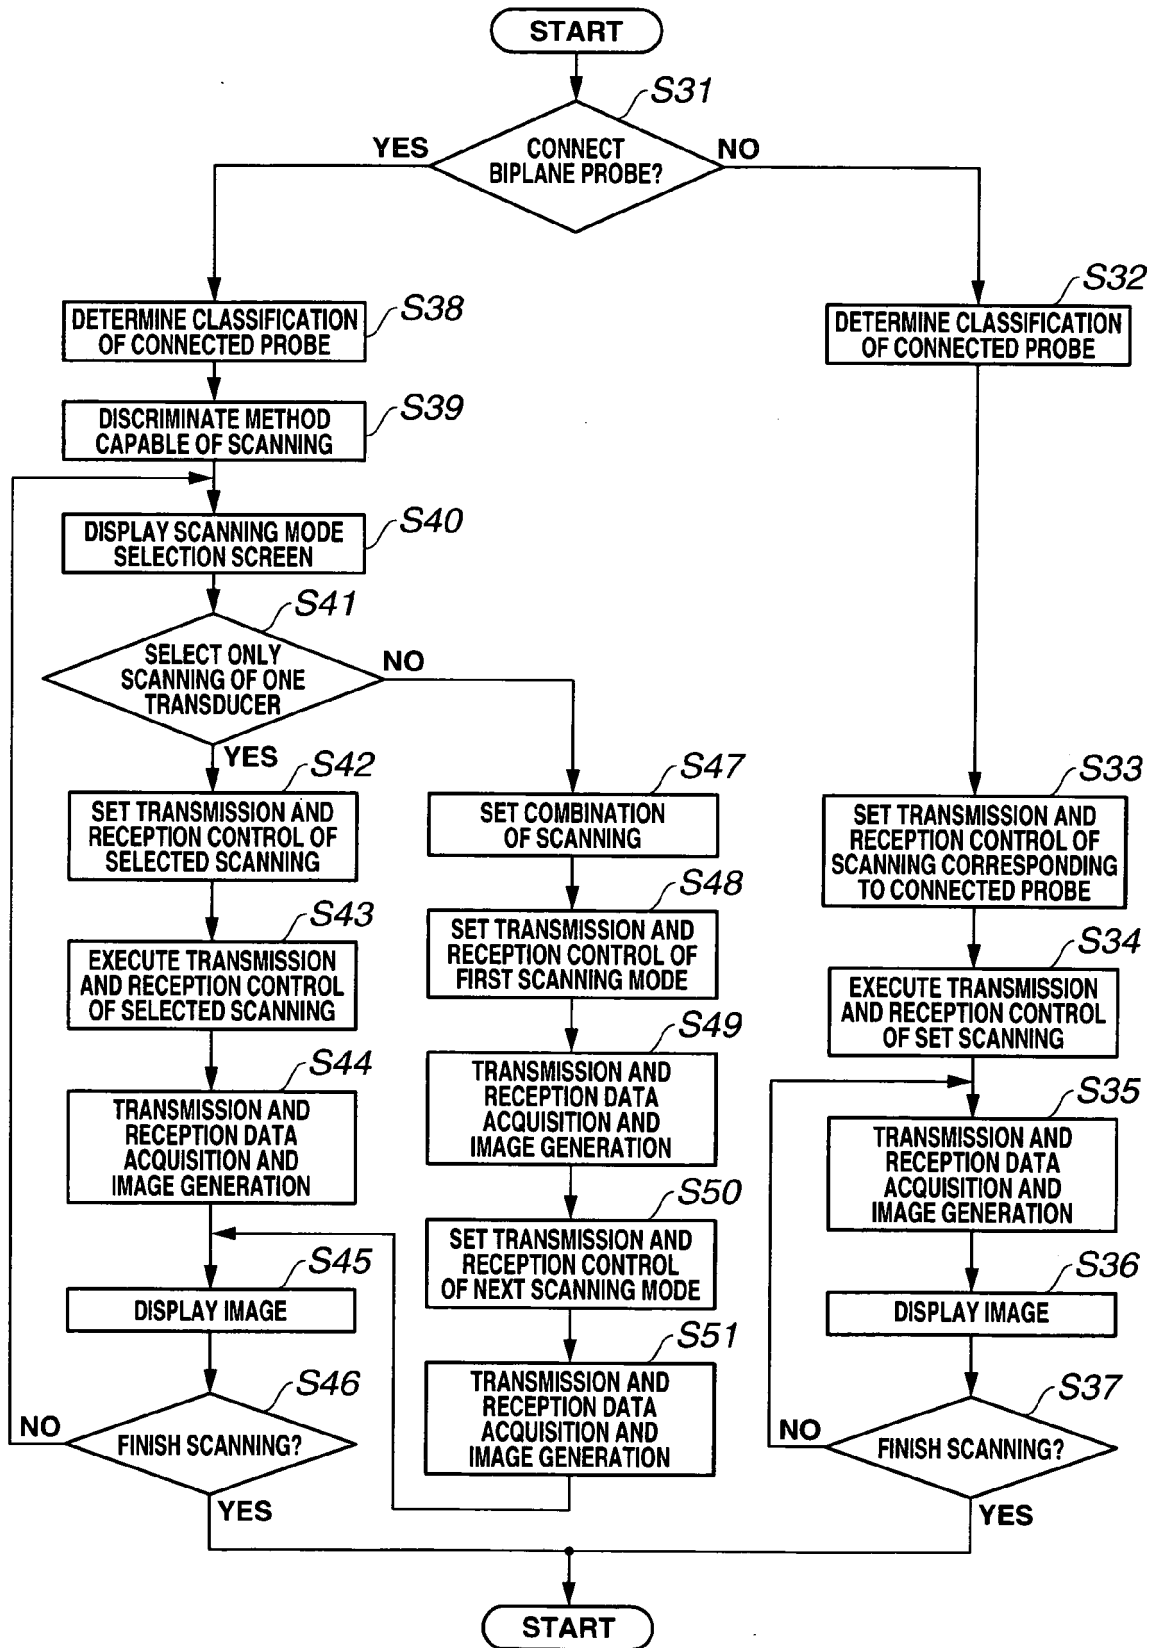 START
S31
CONNECT
BIPLANE PROBE?
YES
NO
S38
DETERMINE CLASSIFICATION
OF CONNECTED PROBE
S32
DETERMINE CLASSIFICATION
OF CONNECTED PROBE
S39
DISCRIMINATE METHOD
CAPABLE OF SCANNING
S40
DISPLAY SCANNING MODE
SELECTION SCREEN
S41
SELECT ONLY
SCANNING OF ONE
TRANSDUCER
NO
YES
S42
SET TRANSMISSION AND
RECEPTION CONTROL OF
SELECTED SCANNING
S43
EXECUTE TRANSMISSION
AND RECEPTION CONTROL
OF SELECTED SCANNING
S44
TRANSMISSION AND
RECEPTION DATA
ACQUISITION AND
IMAGE GENERATION
S45
DISPLAY IMAGE
S46
FINISH SCANNING?
NO
YES
S47
SET COMBINATION
OF SCANNING
S48
SET TRANSMISSION AND
RECEPTION CONTROL OF
FIRST SCANNING MODE
S49
TRANSMISSION AND
RECEPTION DATA
ACQUISITION AND
IMAGE GENERATION
S50
SET TRANSMISSION AND
RECEPTION CONTROL
OF NEXT SCANNING MODE
S51
TRANSMISSION AND
RECEPTION DATA
ACQUISITION AND
IMAGE GENERATION
S33
SET TRANSMISSION AND
RECEPTION CONTROL OF
SCANNING CORRESPONDING
TO CONNECTED PROBE
S34
EXECUTE TRANSMISSION
AND RECEPTION CONTROL
OF SET SCANNING
S35
TRANSMISSION AND
RECEPTION DATA
ACQUISITION AND
IMAGE GENERATION
S36
DISPLAY IMAGE
S37
FINISH SCANNING?
NO
YES
START